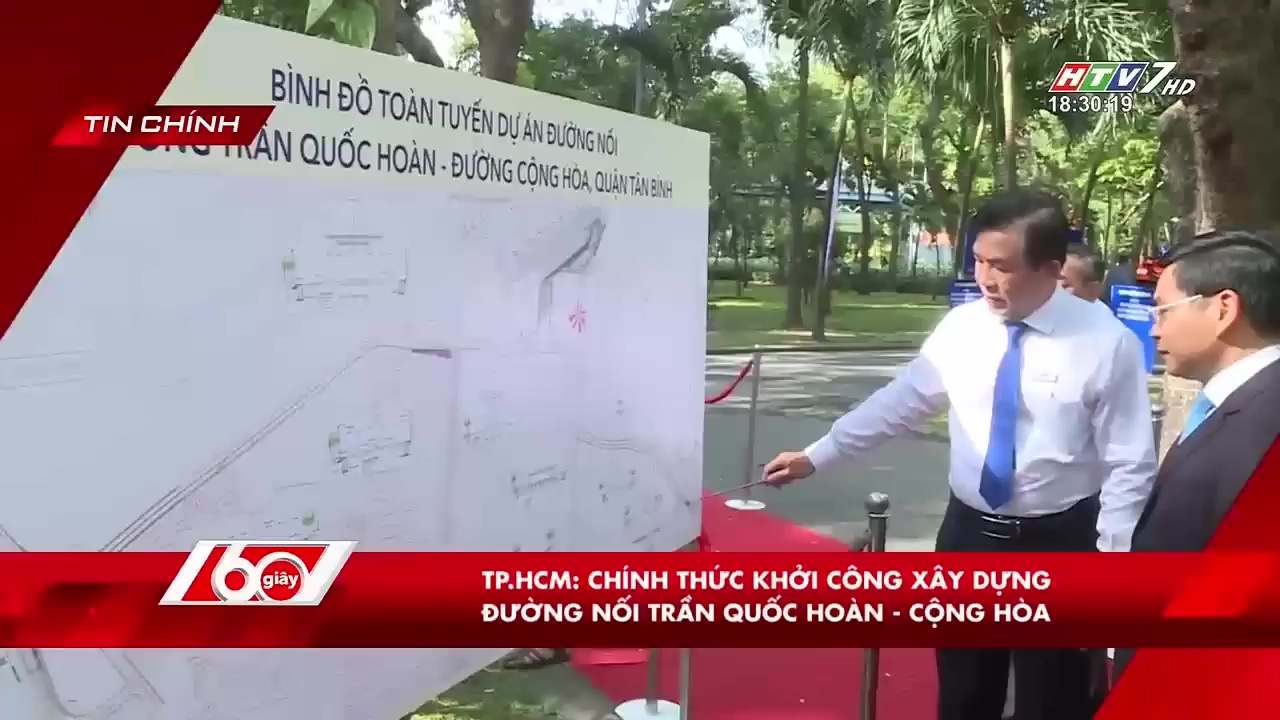 HTV7 HD
18:30:19
TIN CHÍNH
BÌNH ĐỒ TOÀN TUYẾN DỰ ÁN ĐƯỜNG NỐI
TRẦN QUỐC HOÀN - ĐƯỜNG CỘNG HÒA, QUẬN TÂN BÌNH
60 giây
TP.HCM: CHÍNH THỨC KHỞI CÔNG XÂY DỰNG
ĐƯỜNG NỐI TRẦN QUỐC HOÀN - CỘNG HÒA